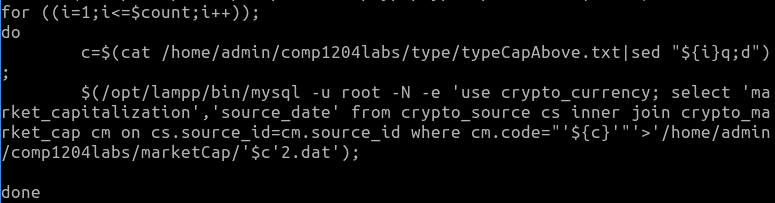 for ((i=1;i<=$count;i++));
do
        c=$(cat /home/admin/comp1204labs/type/typeCapAbove.txt|sed "${i}q;d")
;
        $(/opt/lampp/bin/mysql -u root -N -e 'use crypto_currency; select 'ma
rket_capitalization','source_date' from crypto_source cs inner join crypto_ma
rket_cap cm on cs.source_id=cm.source_id where cm.code="'${c}'"'>'/home/admin
/comp1204labs/marketCap/'$c'2.dat');
done